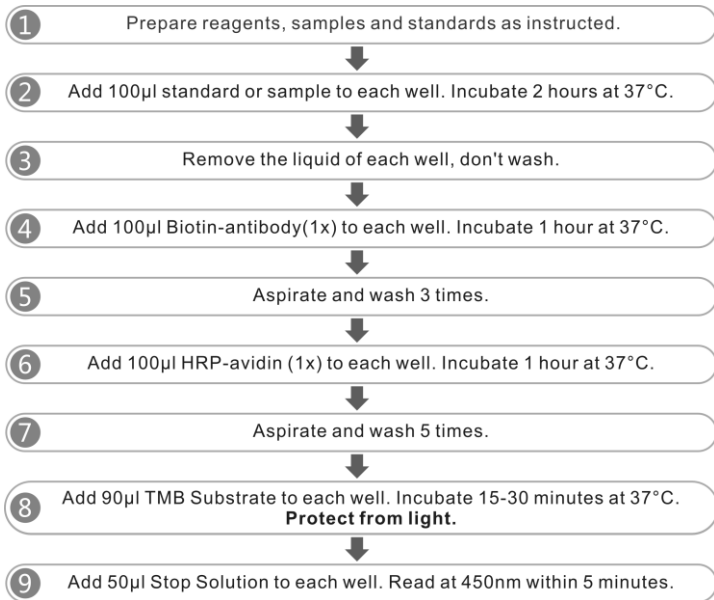 1 Prepare reagents, samples and standards as instructed.
2 Add 100μl standard or sample to each well. Incubate 2 hours at 37°C.
3 Remove the liquid of each well, don't wash.
4 Add 100μl Biotin-antibody(1x) to each well. Incubate 1 hour at 37°C.
5 Aspirate and wash 3 times.
6 Add 100μl HRP-avidin (1x) to each well. Incubate 1 hour at 37°C.
7 Aspirate and wash 5 times.
8 Add 90μl TMB Substrate to each well. Incubate 15-30 minutes at 37°C.
Protect from light.
9 Add 50μl Stop Solution to each well. Read at 450nm within 5 minutes.